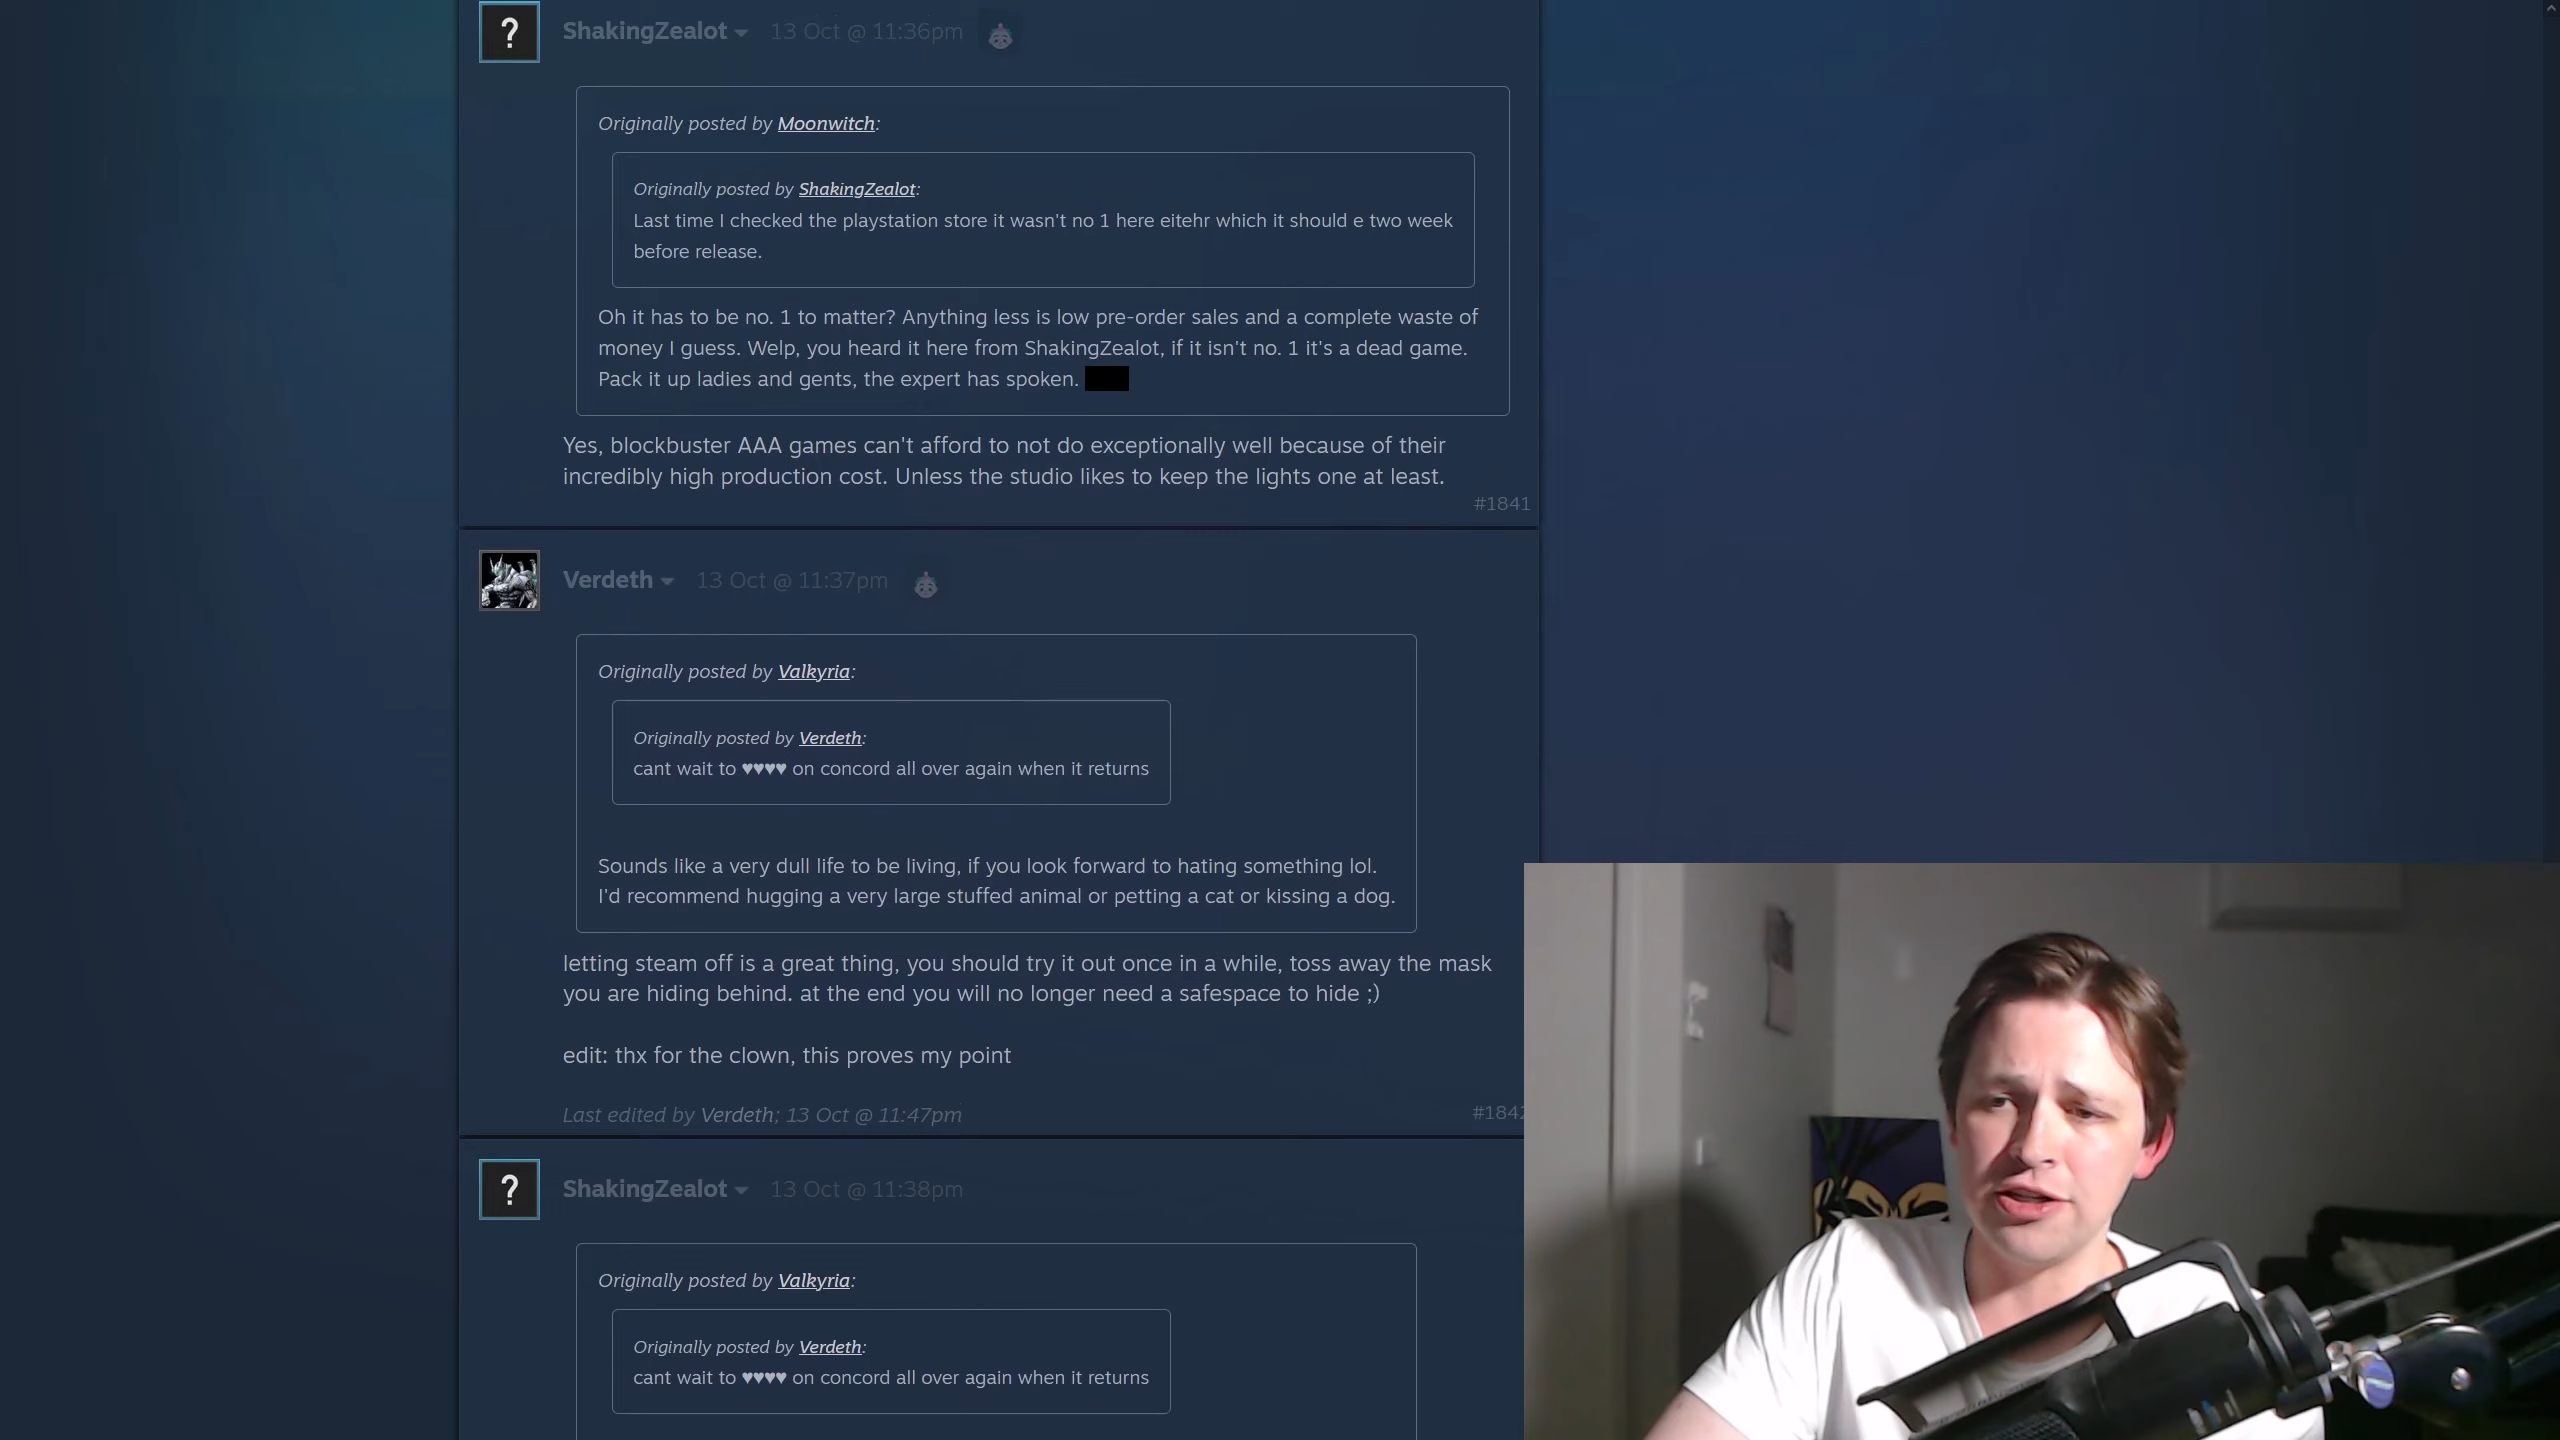 ShakingZealot 13 Oct @ 11:36pm
Originally posted by Moonwitch:
Originally posted by ShakingZealot:
Last time I checked the playstation store it wasn't no 1 here eitehr which it should e two week
before release.
Oh it has to be no. 1 to matter? Anything less is low pre-order sales and a complete waste of
money I guess. Welp, you heard it here from ShakingZealot, if it isn't no. 1 it's a dead game.
Pack it up ladies and gents, the expert has spoken.
Yes, blockbuster AAA games can't afford to not do exceptionally well because of their
incredibly high production cost. Unless the studio likes to keep the lights one at least.
#1841
Verdeth 13 Oct @ 11:37pm
Originally posted by Valkyria:
Originally posted by Verdeth:
cant wait to ♥♥♥♥ on concord all over again when it returns
Sounds like a very dull life to be living, if you look forward to hating something lol.
I'd recommend hugging a very large stuffed animal or petting a cat or kissing a dog.
letting steam off is a great thing, you should try it out once in a while, toss away the mask
you are hiding behind. at the end you will no longer need a safespace to hide ;)
edit: thx for the clown, this proves my point
Last edited by Verdeth; 13 Oct @ 11:47pm
#1842
ShakingZealot 13 Oct @ 11:38pm
Originally posted by Valkyria:
Originally posted by Verdeth:
cant wait to ♥♥♥♥ on concord all over again when it returns